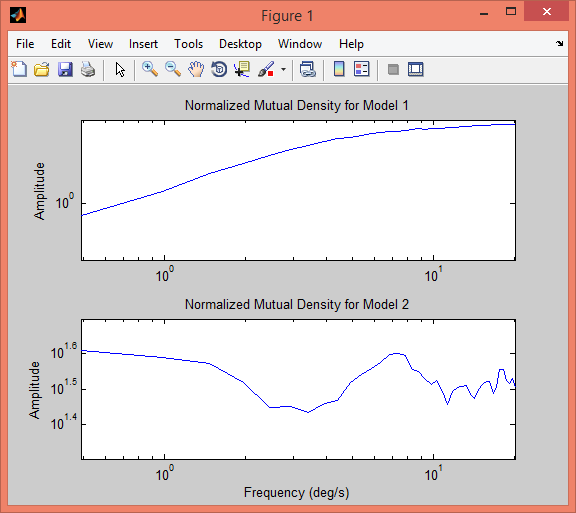 Figure 1
File Edit View Insert Tools Desktop Window Help
Normalized Mutual Density for Model 1
Amplitude
10^0
10^0 10^1
Normalized Mutual Density for Model 2
Amplitude
10^1.6
10^1.5
10^1.4
10^0 10^1
Frequency (deg/s)